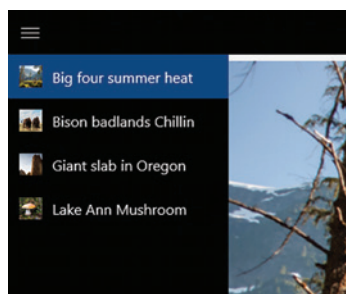 Big four summer heat
Bison badlands Chillin
Giant slab in Oregon
Lake Ann Mushroom